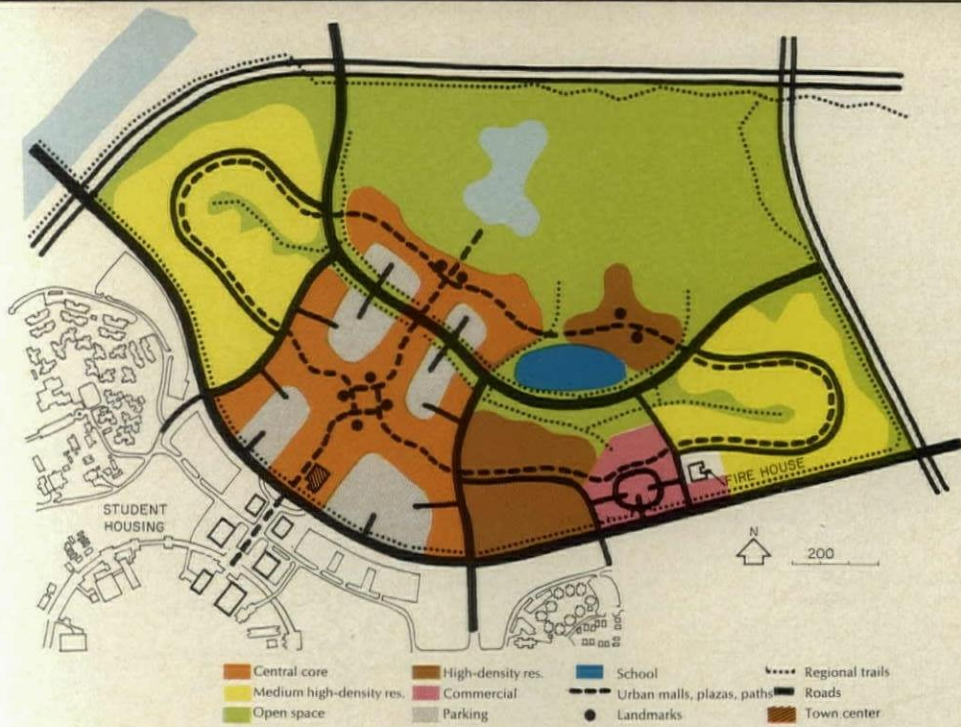 STUDENT
HOUSING
FIRE HOUSE
N
200
Central core
Medium high-density res.
Open space
High-density res.
Commercial
Parking
School
Urban malls, plazas, paths
Landmarks
Regional trails
Roads
Town center